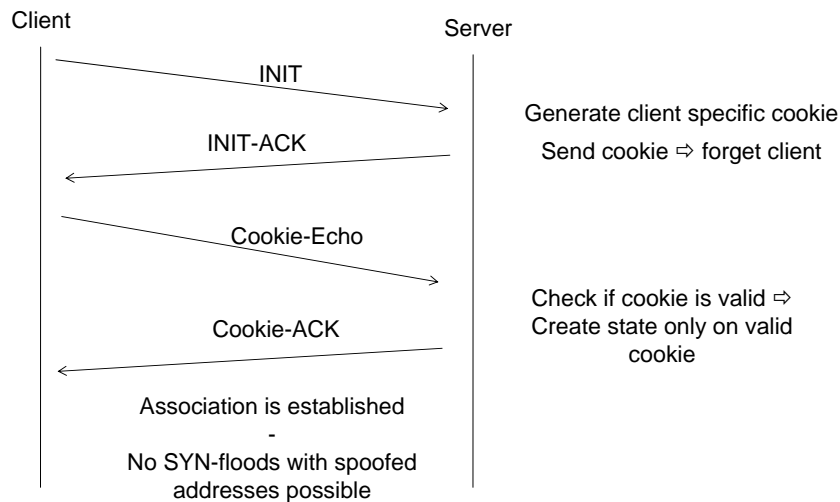 Client
Server
INIT
Generate client specific cookie
INIT-ACK
Send cookie ⇨ forget client
Cookie-Echo
Check if cookie is valid ⇨
Create state only on valid
cookie
Cookie-ACK
Association is established
-
No SYN-floods with spoofed
addresses possible